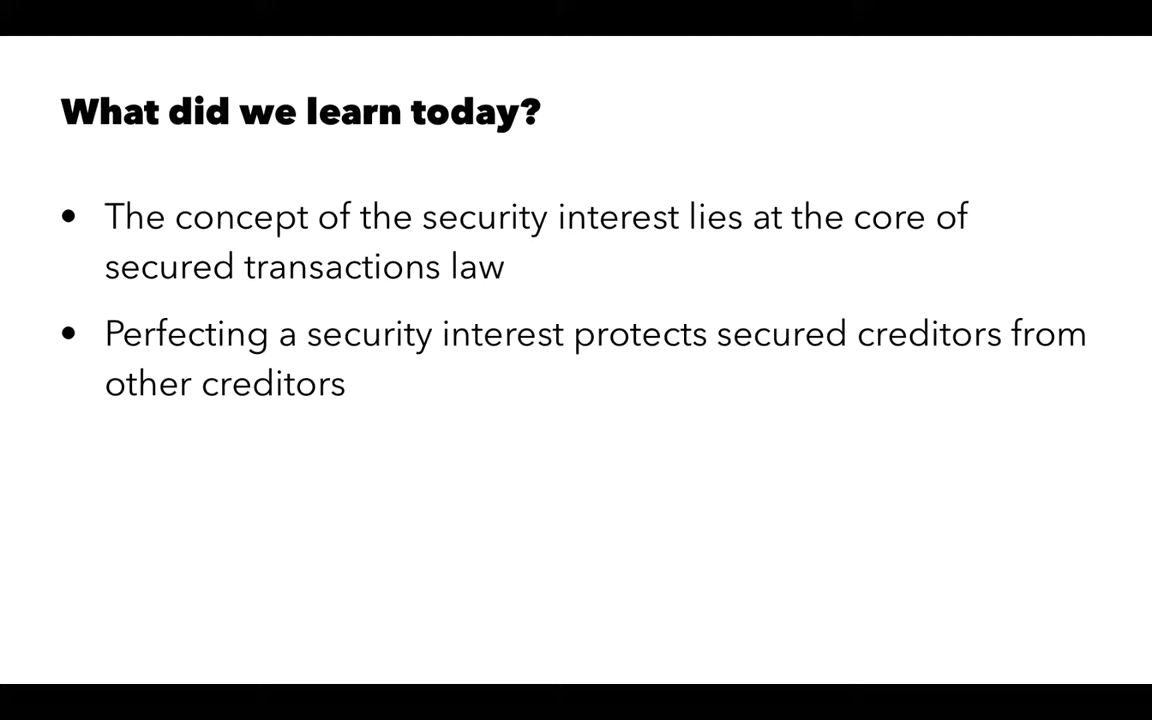 What did we learn today?
• The concept of the security interest lies at the core of
secured transactions law
• Perfecting a security interest protects secured creditors from
other creditors